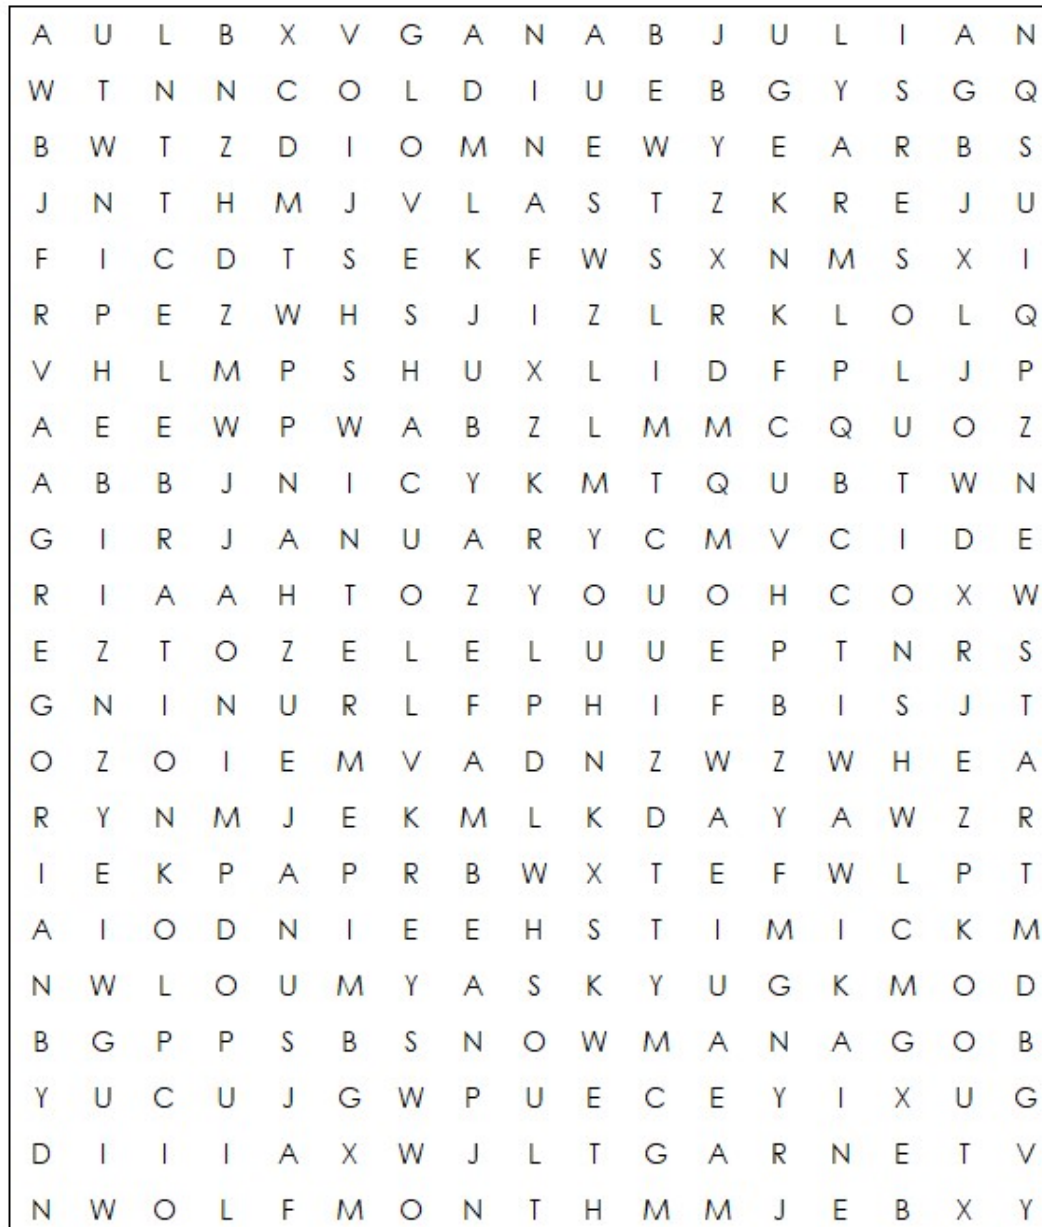 A U L B X V G A N A B J U L I A N
W T N N C O L D I U E B G Y S G Q
B W T Z D I O M N E W Y E A R B S
J N T H M J V L A S T Z K R E J U
F I C D T S E K F W S X N M S X I
R P E Z W H S J I Z L R K L O L Q
V H L M P S H U X L I D F P L J P
A E E W P W A B Z L M M C Q U O Z
A B B J N I C Y K M T Q U B T W N
G I R J A N U A R Y C M V C I D E
R I A A H T O Z Y O U O H C O X W
E Z T O Z E L E L U U E P T N R S
G N I N U R L F P H I F B I S J T
O Z O I E M V A D N Z W Z W H E A
R Y N M J E K M L K D A Y A W Z R
I E K P A P R B W X T E F W L P T
A I O D N I E E H S T I M I C K M
N W L O U M Y A S K Y U G K M O D
B G P P S B S N O W M A N A G O B
Y U C U J G W P U E C E Y I X U G
D I I I A X W J L T G A R N E T V
N W O L F M O N T H M M J E B X Y